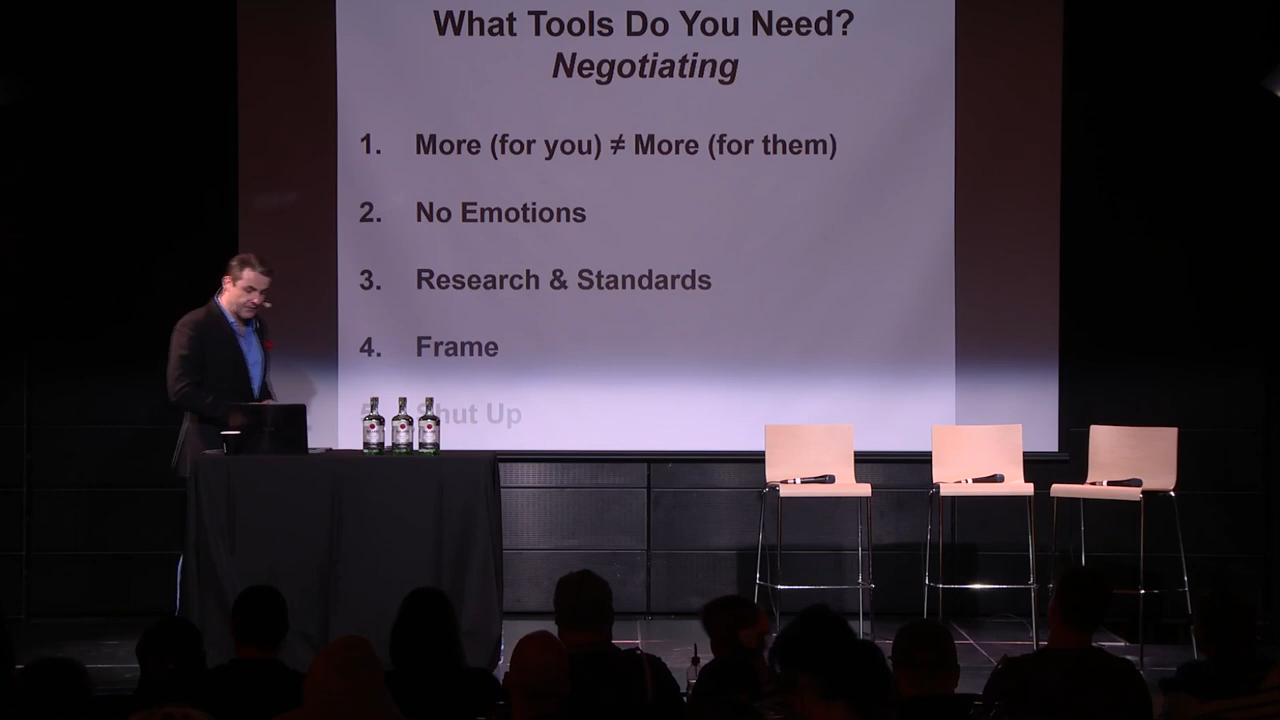 What Tools Do You Need?
Negotiating
1. More (for you) ≠ More (for them)
2. No Emotions
3. Research & Standards
4. Frame
5. Shut Up